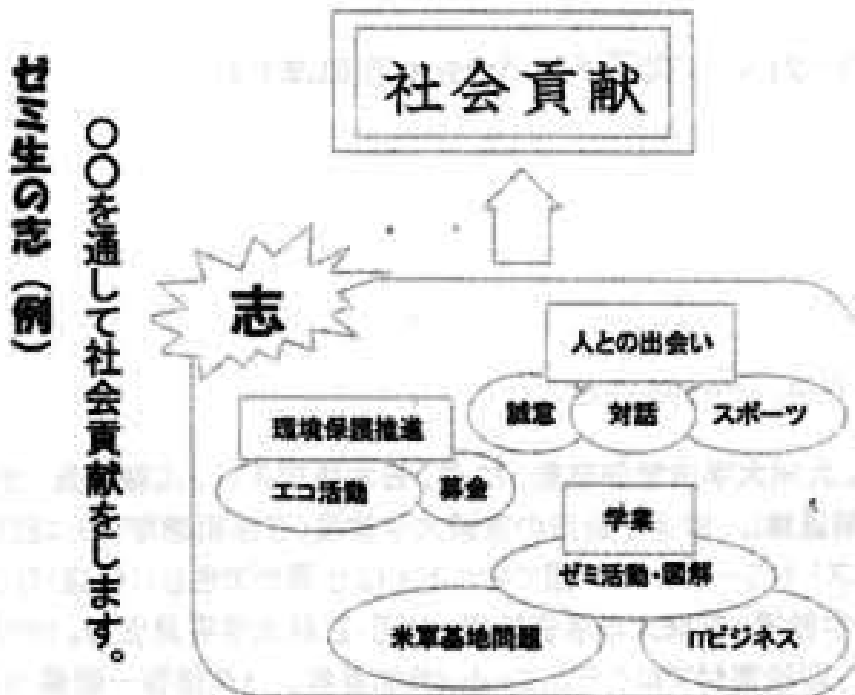 ゼミ生の志（例）
〇〇を通して社会貢献をします。
社会貢献
志
人との出会い
誠意
対話
スポーツ
環境保護推進
エコ活動
募金
学業
ゼミ活動・図解
米軍基地問題
ITビジネス